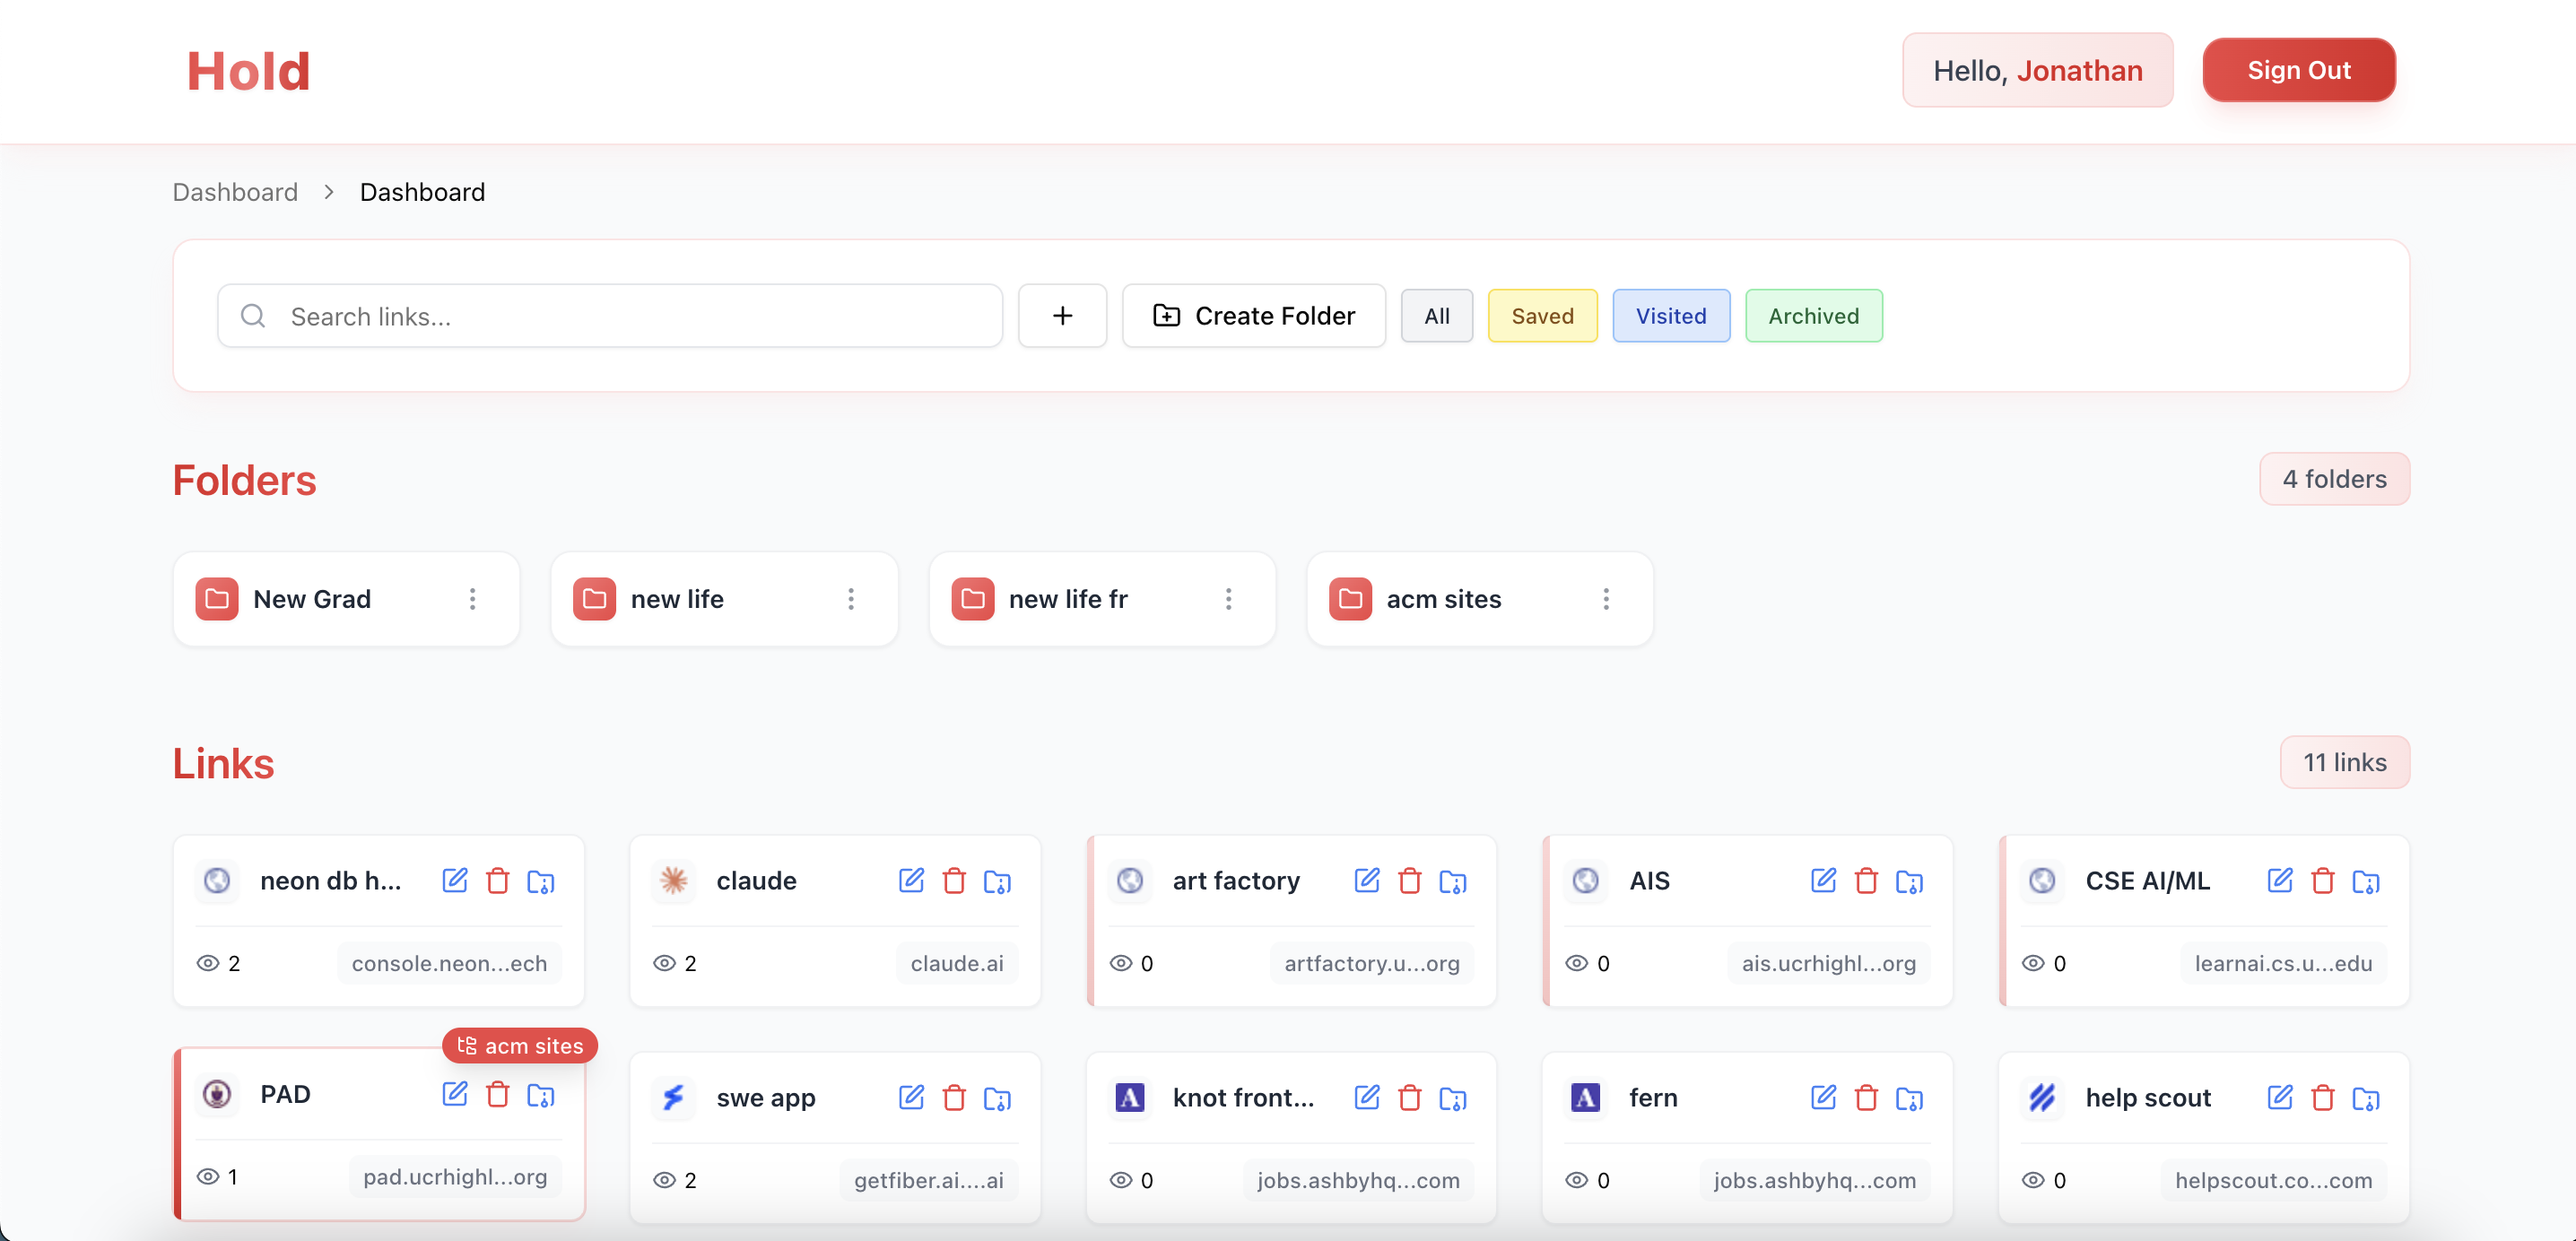 Hold
Hello, Jonathan
Sign Out
Dashboard > Dashboard
Search links...
+
Create Folder
All
Saved
Visited
Archived
Folders
4 folders
New Grad
new life
new life fr
acm sites
Links
11 links
neon db h...
2
console.neon...ech
claude
2
claude.ai
art factory
0
artfactory.u...org
AIS
0
ais.ucrhighl...org
CSE AI/ML
0
learnai.cs.u...edu
acm sites
PAD
1
pad.ucrhighl...org
swe app
2
getfiber.ai....ai
A
knot front...
0
jobs.ashbyhq...com
A
fern
0
jobs.ashbyhq...com
help scout
0
helpscout.co...com